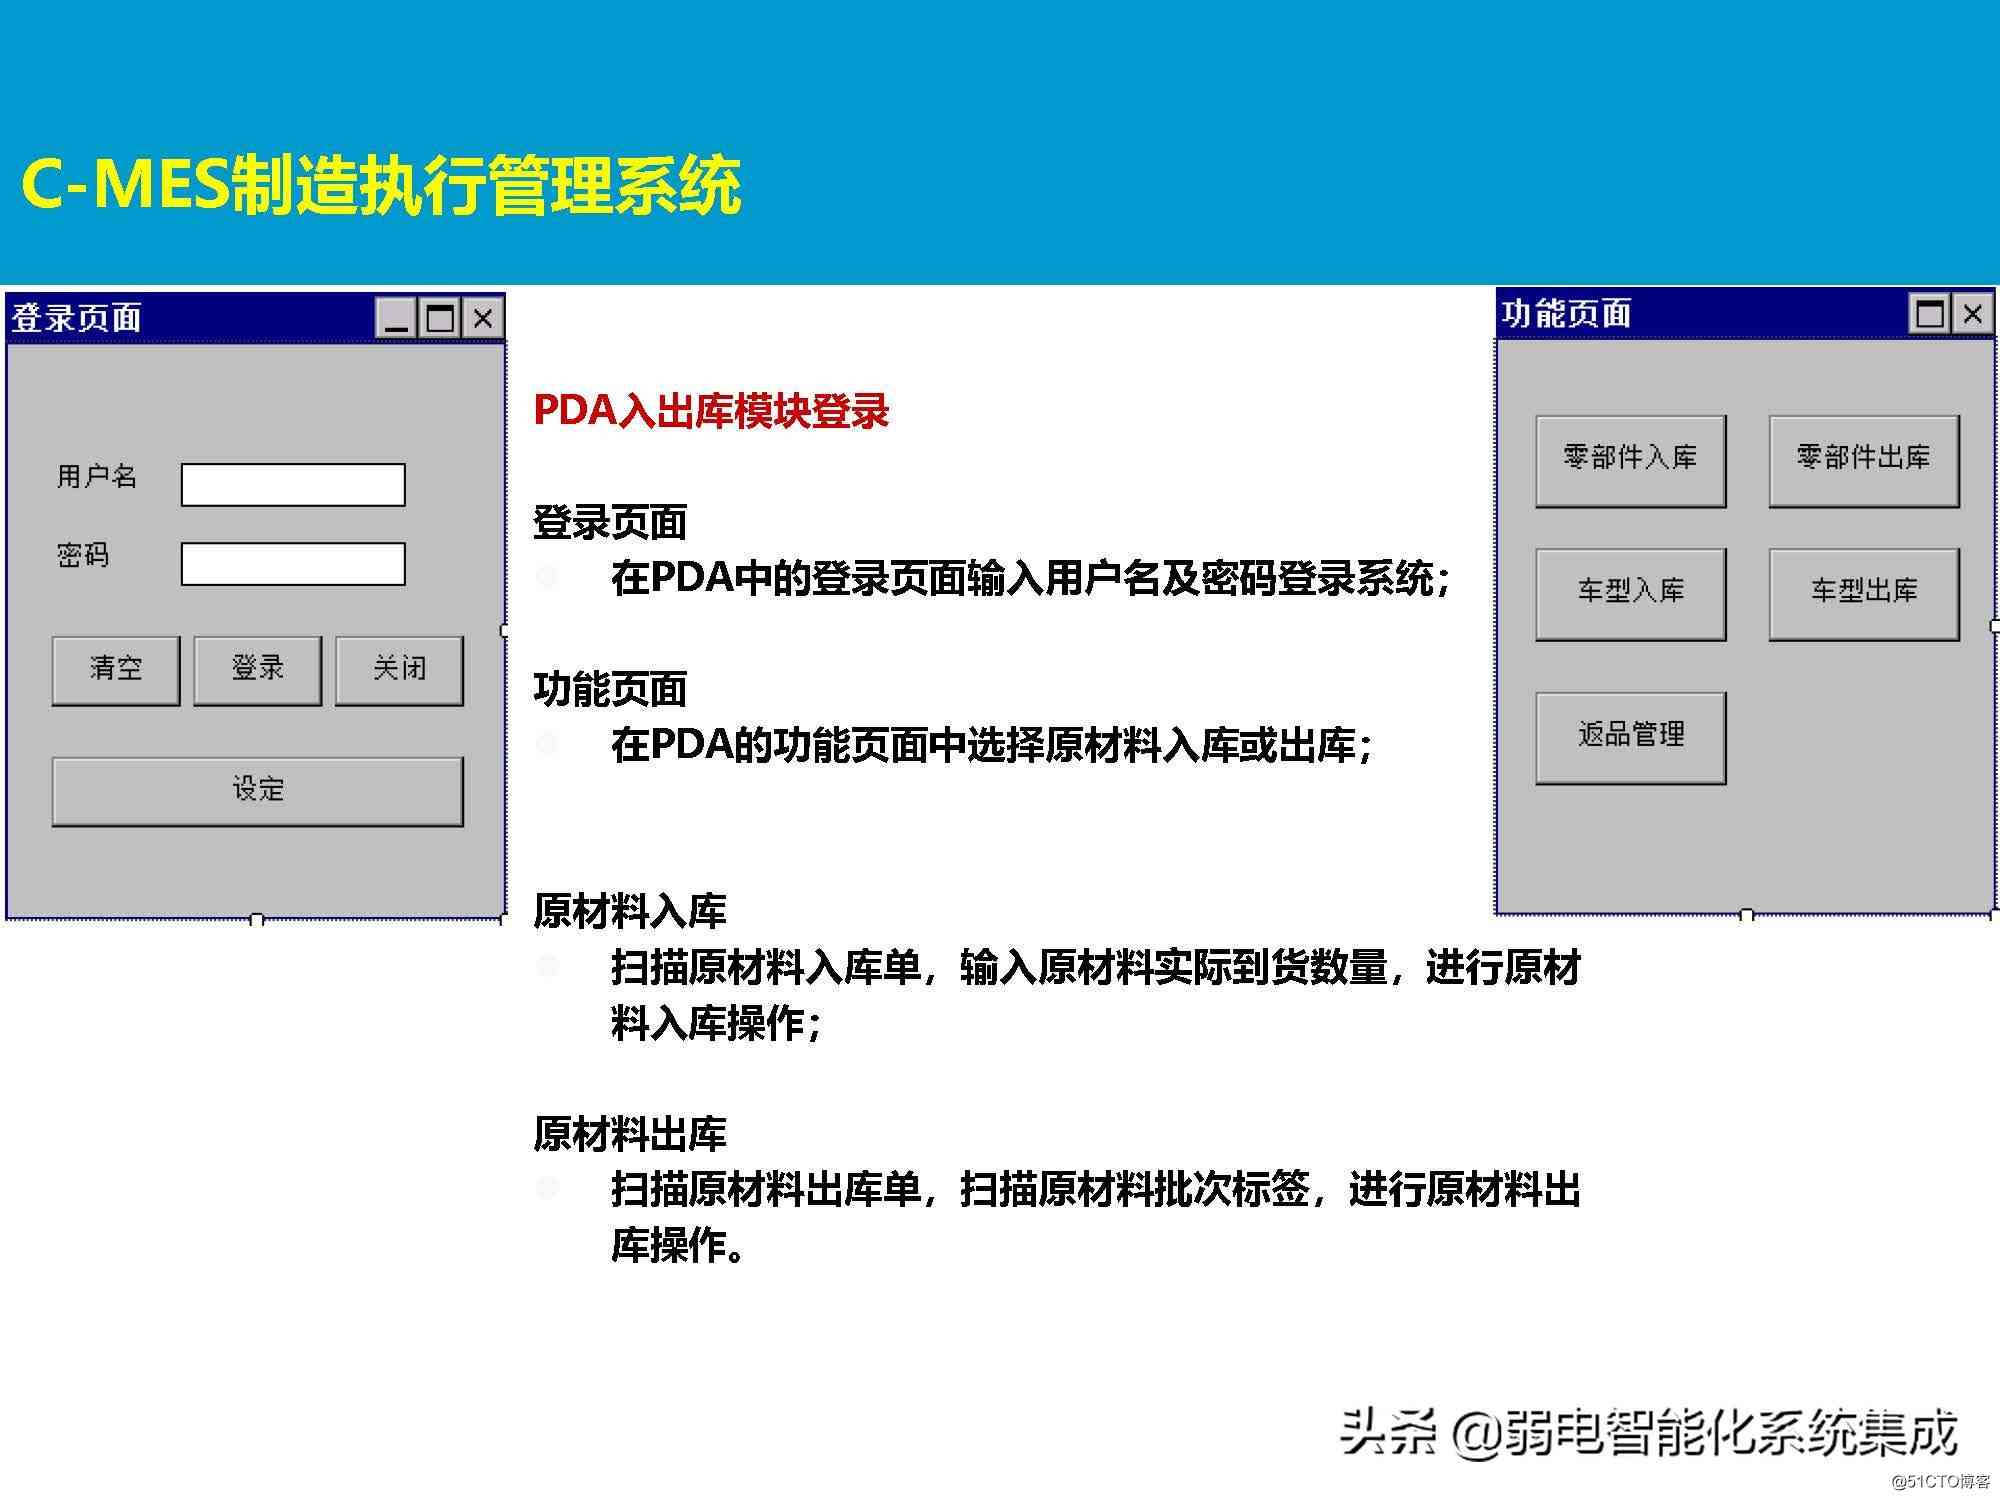 C-MES制造执行管理系统
登录页面
用户名
密码
清空 登录 关闭
设定
PDA入出库模块登录
登录页面
在PDA中的登录页面输入用户名及密码登录系统；
功能页面
在PDA的功能页面中选择原材料入库或出库；
原材料入库
扫描原材料入库单，输入原材料实际到货数量，进行原材
料入库操作；
原材料出库
扫描原材料出库单，扫描原材料批次标签，进行原材料出
库操作。
功能页面
零部件入库 零部件出库
车型入库 车型出库
返品管理
头条 @弱电智能化系统集成
@51CTO博客